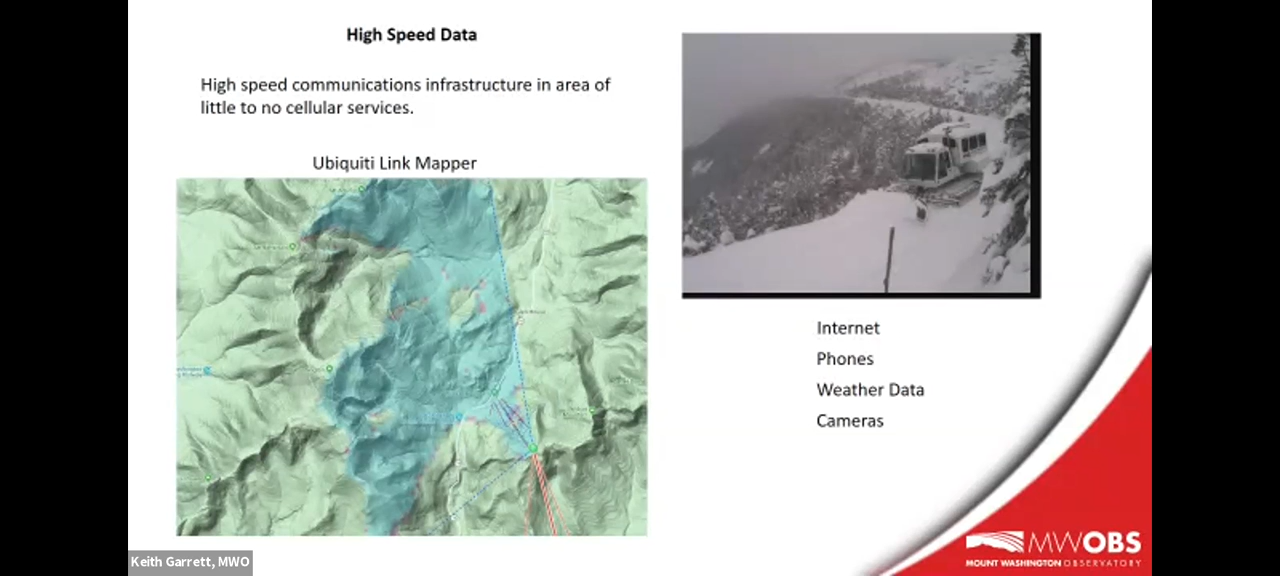 High Speed Data
High speed communications infrastructure in area of
little to no cellular services.
Ubiquiti Link Mapper
Internet
Phones
Weather Data
Cameras
MWOBS
MOUNT WASHINGTON OBSERVATORY
Keith Garrett, MWO